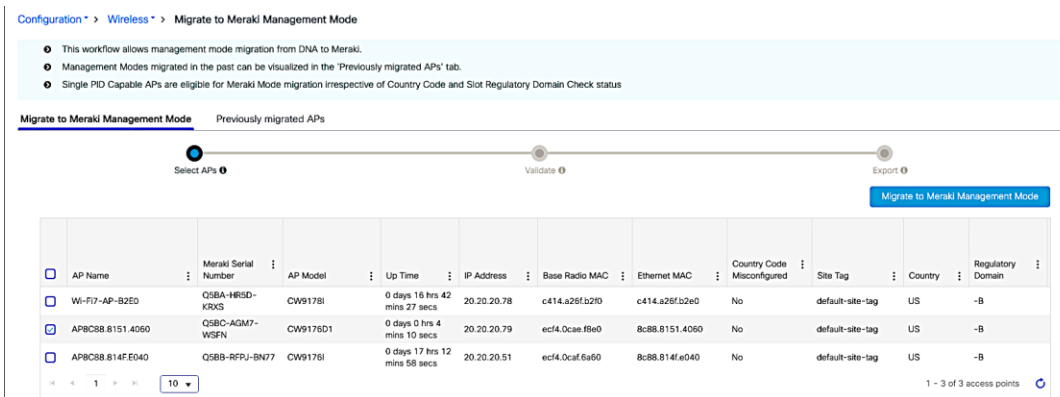 Configuration > Wireless > Migrate to Meraki Management Mode
This workflow allows management mode migration from DNA to Meraki.
Management Modes migrated in the past can be visualized in the 'Previously migrated APs' tab.
Single PID Capable APs are eligible for Meraki Mode migration irrespective of Country Code and Slot Regulatory Domain Check status
Migrate to Meraki Management Mode Previously migrated APs
Select APs Validate Export
Migrate to Meraki Management Mode
Meraki Serial Country Code Regulatory
AP Name Number AP Model Up Time IP Address Base Radio MAC Ethernet MAC Misconfigured Site Tag Country Domain
Q5BA-HR5D- 0 days 16 hrs 42
Wi-Fi7-AP-B2E0 KRXS CW9178I mins 27 secs 20.20.20.78 c414.a26f.b2f0 c414.a26f.b2e0 No default-site-tag US -B
Q5BC-AGM7- 0 days 0 hrs 4
AP8C88.8151.4060 WSFN CW9176D1 mins 10 secs 20.20.20.79 ecf4.0cae.f8e0 8c88.8151.4060 No default-site-tag US -B
0 days 17 hrs 12
AP8C88.814F.E040 Q5BB-RFPJ-BN77 CW9176I mins 58 secs 20.20.20.51 ecf4.0caf.6a60 8c88.814f.e040 No default-site-tag US -B
1 10 1 - 3 of 3 access points